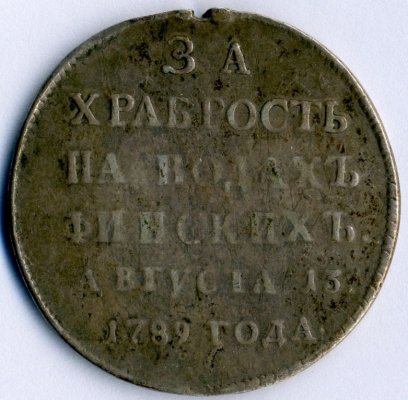 ЗА
ХРАБРОСТЬ
НА ВОДАХЪ
ФИНСКИХЪ.
АВГУСТА 13.
1789 ГОДА.